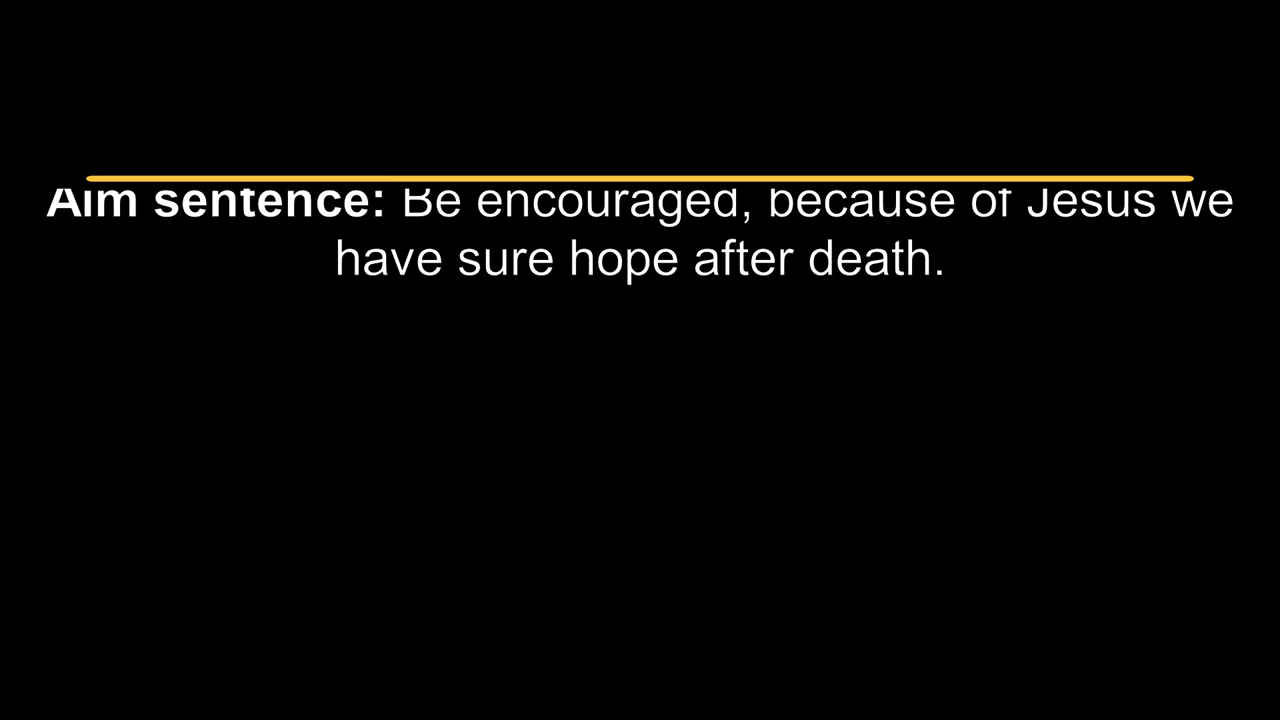 Aim sentence: Be encouraged, because of Jesus we
have sure hope after death.